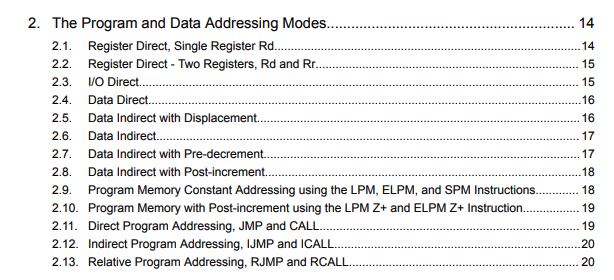 2. The Program and Data Addressing Modes........................................................... 14
2.1. Register Direct, Single Register Rd...........................................................................................14
2.2. Register Direct - Two Registers, Rd and Rr............................................................................... 15
2.3. I/O Direct.................................................................................................................................... 15
2.4. Data Direct................................................................................................................................. 16
2.5. Data Indirect with Displacement................................................................................................. 16
2.6. Data Indirect............................................................................................................................... 17
2.7. Data Indirect with Pre-decrement............................................................................................... 17
2.8. Data Indirect with Post-increment............................................................................................... 18
2.9. Program Memory Constant Addressing using the LPM, ELPM, and SPM Instructions............. 18
2.10. Program Memory with Post-increment using the LPM Z+ and ELPM Z+ Instruction................. 19
2.11. Direct Program Addressing, JMP and CALL.............................................................................. 19
2.12. Indirect Program Addressing, IJMP and ICALL.......................................................................... 20
2.13. Relative Program Addressing, RJMP and RCALL...................................................................... 20